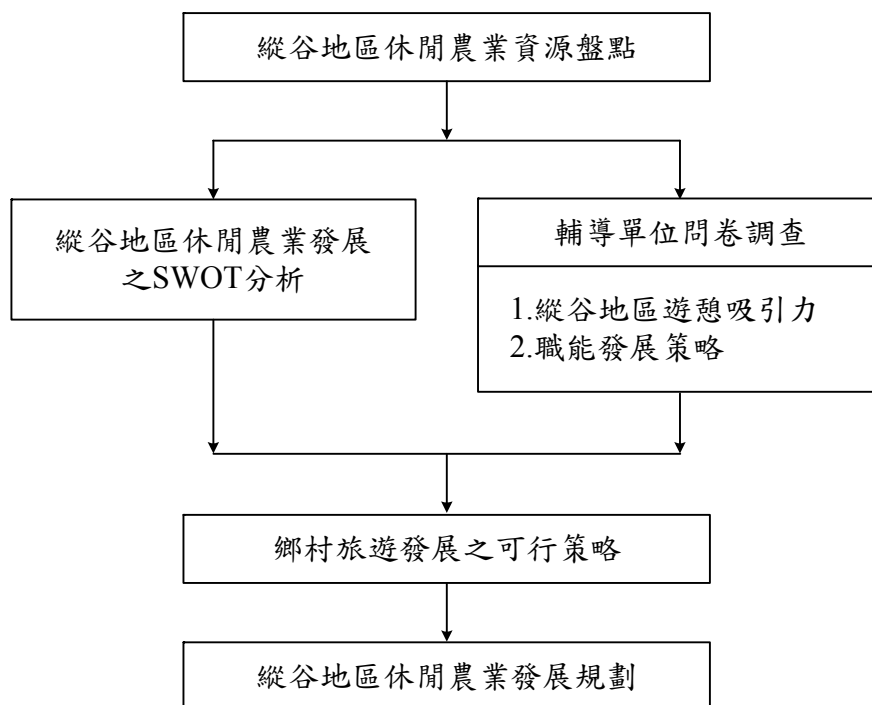 縱谷地區休閒農業資源盤點
縱谷地區休閒農業發展
之SWOT分析
輔導單位問卷調查
1.縱谷地區遊憩吸引力
2.職能發展策略
鄉村旅遊發展之可行策略
縱谷地區休閒農業發展規劃